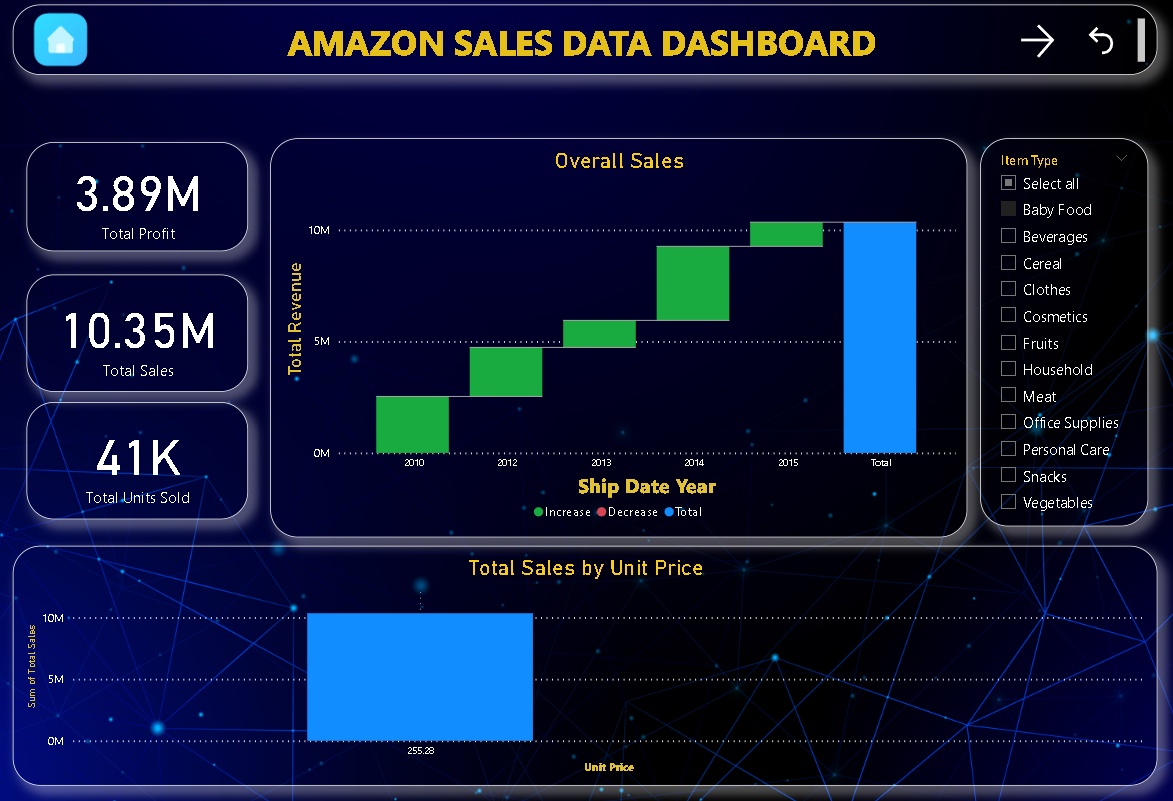 AMAZON SALES DATA DASHBOARD
3.89M
Total Profit
10.35M
Total Sales
41K
Total Units Sold
Overall Sales
Total Revenue
10M
5M
0M
2010
2012
2013
2014
2015
Total
Ship Date Year
Increase
Decrease
Total
Item Type
Select all
Baby Food
Beverages
Cereal
Clothes
Cosmetics
Fruits
Household
Meat
Office Supplies
Personal Care
Snacks
Vegetables
Total Sales by Unit Price
Sum of Total Sales
10M
5M
0M
255.28
Unit Price